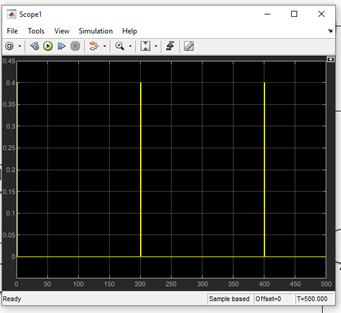 Scope1
File Tools View Simulation Help
0.45
0.4
0.35
0.3
0.25
0.2
0.15
0.1
0.05
0
0 50 100 150 200 250 300 350 400 450 500
Ready Sample based Offset=0 T=500.000